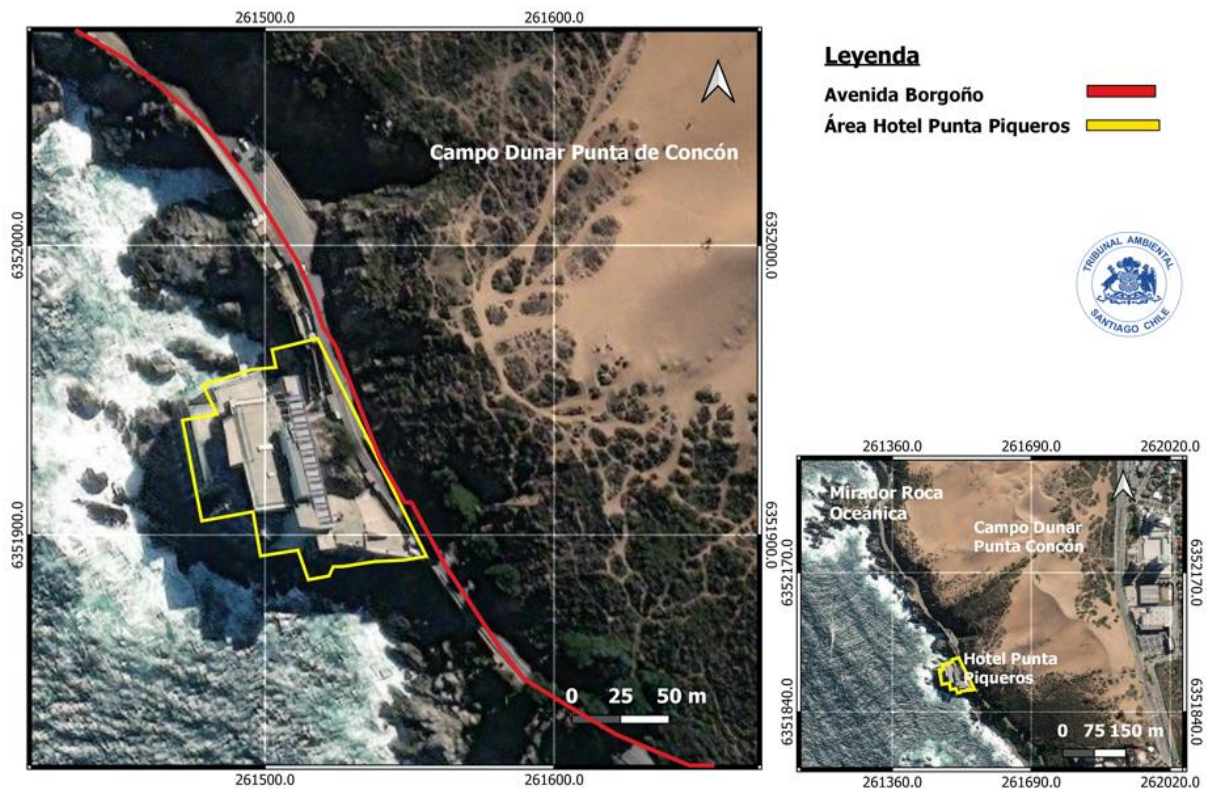 261500.0
261600.0
Campo Dunar Punta de Concón
6352000.0
6352000.0
6351900.0
6351900.0
0 25 50 m
261500.0
261600.0
Leyenda
Avenida Borgoño
Área Hotel Punta Piqueros
TRIBUNAL AMBIENTAL
SANTIAGO CHILE
261360.0
261690.0
262020.0
Mirador Roca
Oceánica
Campo Dunar
Punta Concón
6352170.0
6352170.0
Hotel Punta
Piqueros
6351840.0
6351840.0
0 75 150 m
261360.0
261690.0
262020.0